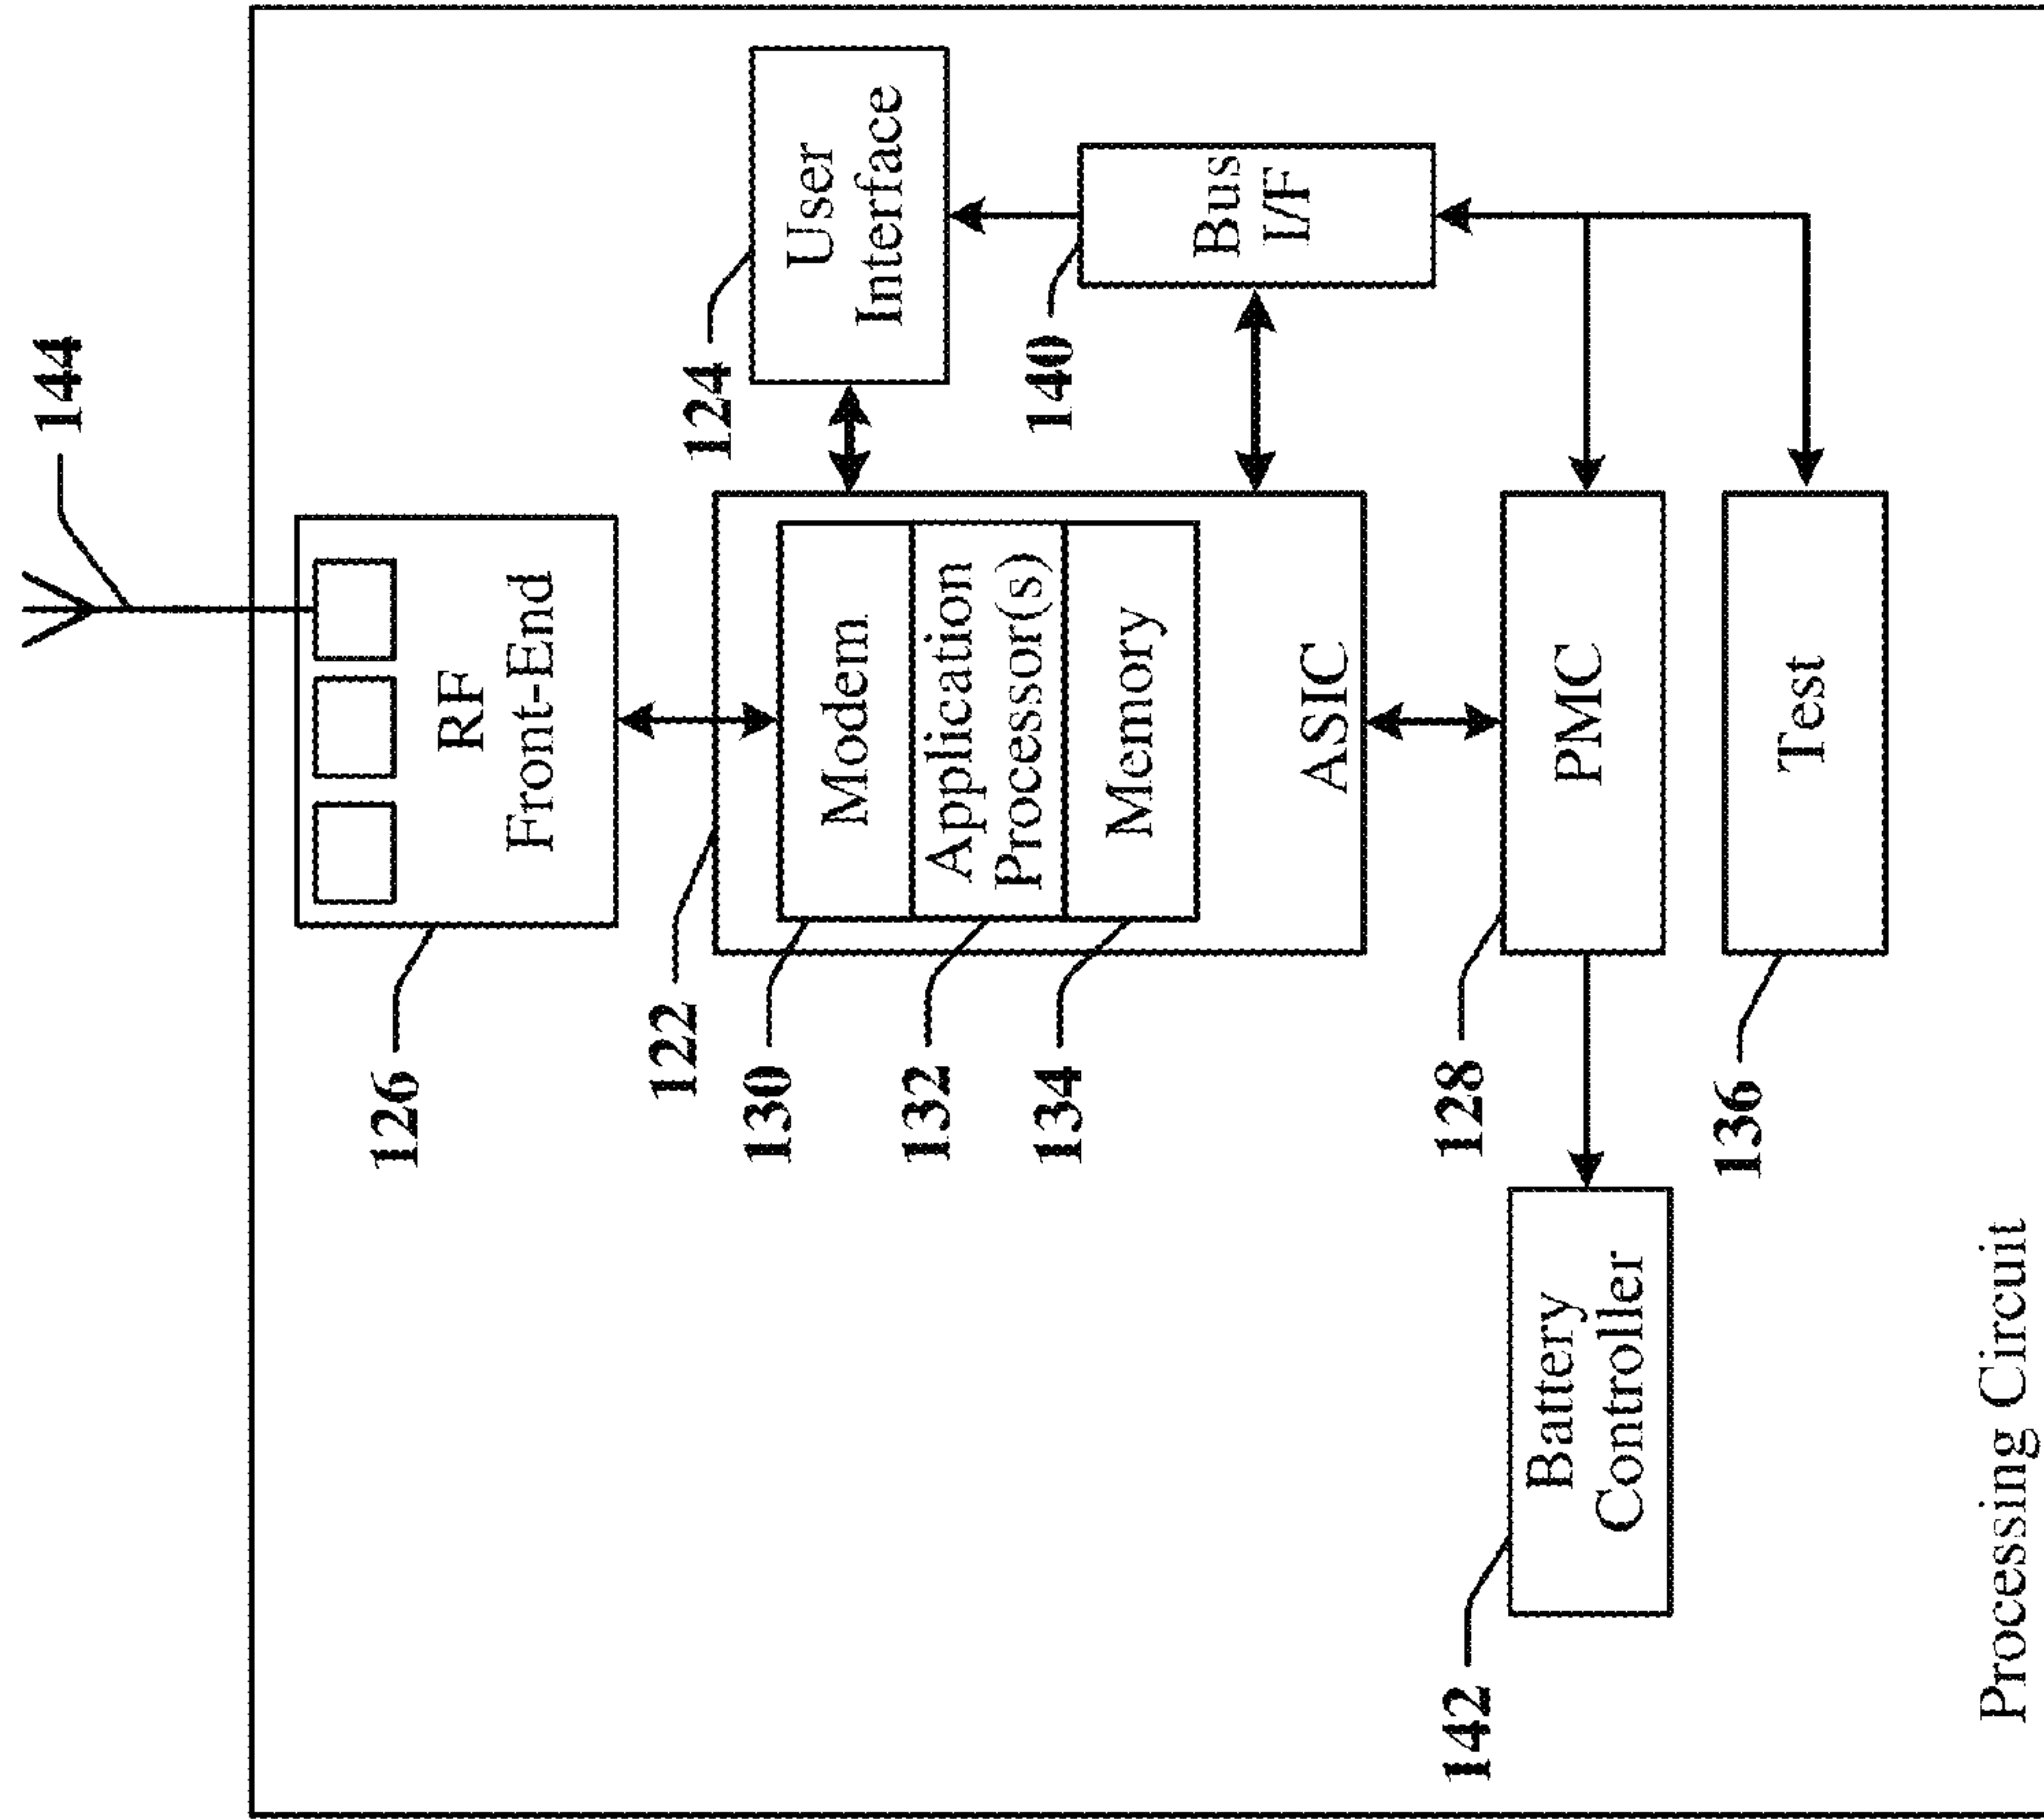 144
RF
Front-End
126
User
Interface
124
122
Modem
130
Application
Processor(s)
132
Memory
134
ASIC
Bus
I/F
140
PMC
128
Battery
Controller
142
Test
136
Processing Circuit